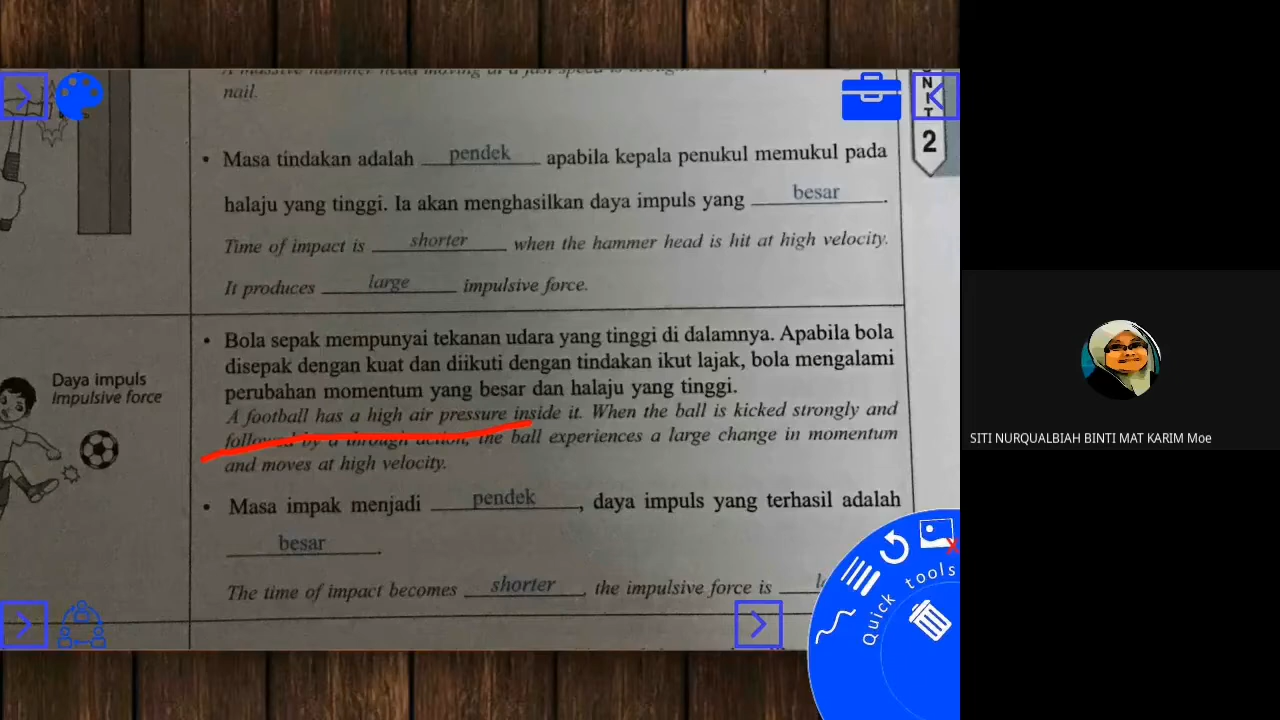 nail.
UNIT
2
• Masa tindakan adalah pendek apabila kepala penukul memukul pada
halaju yang tinggi. Ia akan menghasilkan daya impuls yang besar.
Time of impact is shorter when the hammer head is hit at high velocity.
It produces large impulsive force.
Daya impuls
Impulsive force
• Bola sepak mempunyai tekanan udara yang tinggi di dalamnya. Apabila bola
disepak dengan kuat dan diikuti dengan tindakan ikut lajak, bola mengalami
perubahan momentum yang besar dan halaju yang tinggi.
A football has a high air pressure inside it. When the ball is kicked strongly and
followed by a through action, the ball experiences a large change in momentum
and moves at high velocity.
• Masa impak menjadi pendek, daya impuls yang terhasil adalah
besar.
The time of impact becomes shorter, the impulsive force is
Quick tools
SITI NURQUALBIAH BINTI MAT KARIM Moe